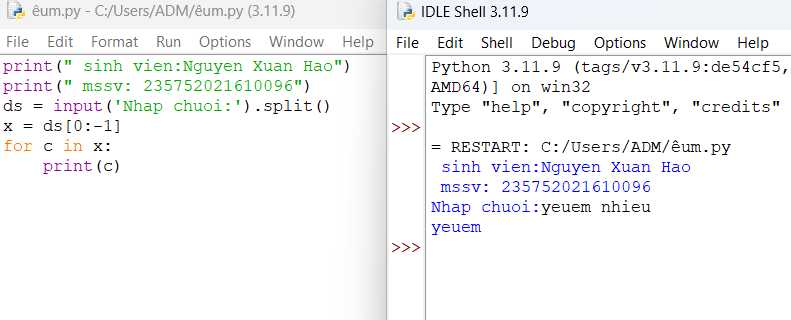 êum.py - C:/Users/ADM/êum.py (3.11.9)
File Edit Format Run Options Window Help
print(" sinh vien:Nguyen Xuan Hao")
print(" mssv: 235752021610096")
ds = input('Nhap chuoi:').split()
x = ds[0:-1]
for c in x:
    print(c)
IDLE Shell 3.11.9
File Edit Shell Debug Options Window Help
Python 3.11.9 (tags/v3.11.9:de54cf5,
AMD64)] on win32
Type "help", "copyright", "credits"
>>>
= RESTART: C:/Users/ADM/êum.py
 sinh vien:Nguyen Xuan Hao
 mssv: 235752021610096
Nhap chuoi:yeuem nhieu
yeuem
>>>